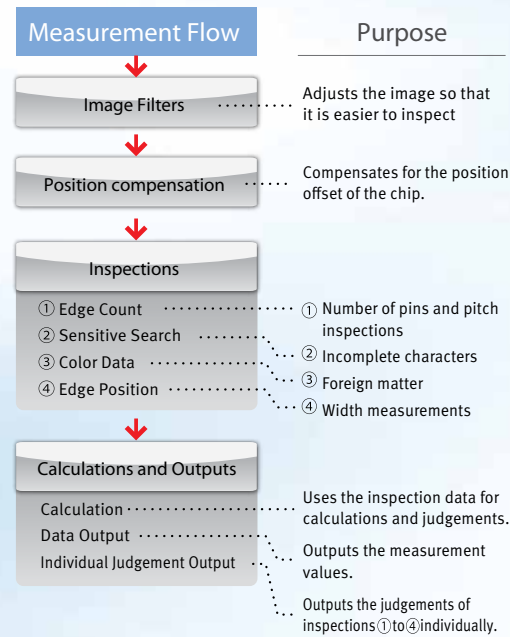 Measurement Flow
Purpose
Image Filters
Adjusts the image so that
it is easier to inspect
Position compensation
Compensates for the position
offset of the chip.
Inspections
① Edge Count
② Sensitive Search
③ Color Data
④ Edge Position
① Number of pins and pitch
inspections
② Incomplete characters
③ Foreign matter
④ Width measurements
Calculations and Outputs
Calculation
Data Output
Individual Judgement Output
Uses the inspection data for
calculations and judgements.
Outputs the measurement
values.
Outputs the judgements of
inspections①to④individually.